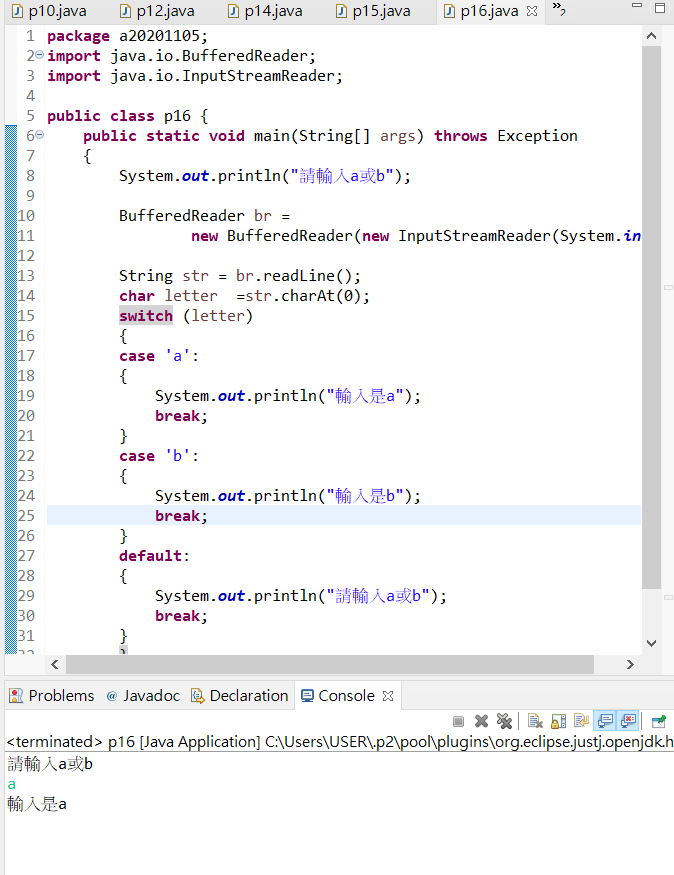 p10.java p12.java p14.java p15.java p16.java »2
1 package a20201105;
2 import java.io.BufferedReader;
3 import java.io.InputStreamReader;
4
5 public class p16 {
6 public static void main(String[] args) throws Exception
7 {
8 System.out.println("請輸入a或b");
9
10 BufferedReader br =
11 new BufferedReader(new InputStreamReader(System.in
12
13 String str = br.readLine();
14 char letter  =str.charAt(0);
15 switch (letter)
16 {
17 case 'a':
18 {
19 System.out.println("輸入是a");
20 break;
21 }
22 case 'b':
23 {
24 System.out.println("輸入是b");
25 break;
26 }
27 default:
28 {
29 System.out.println("請輸入a或b");
30 break;
31 }
Problems @ Javadoc Declaration Console
<terminated> p16 [Java Application] C:\Users\USER\.p2\pool\plugins\org.eclipse.justj.openjdk.h
請輸入a或b
a
輸入是a